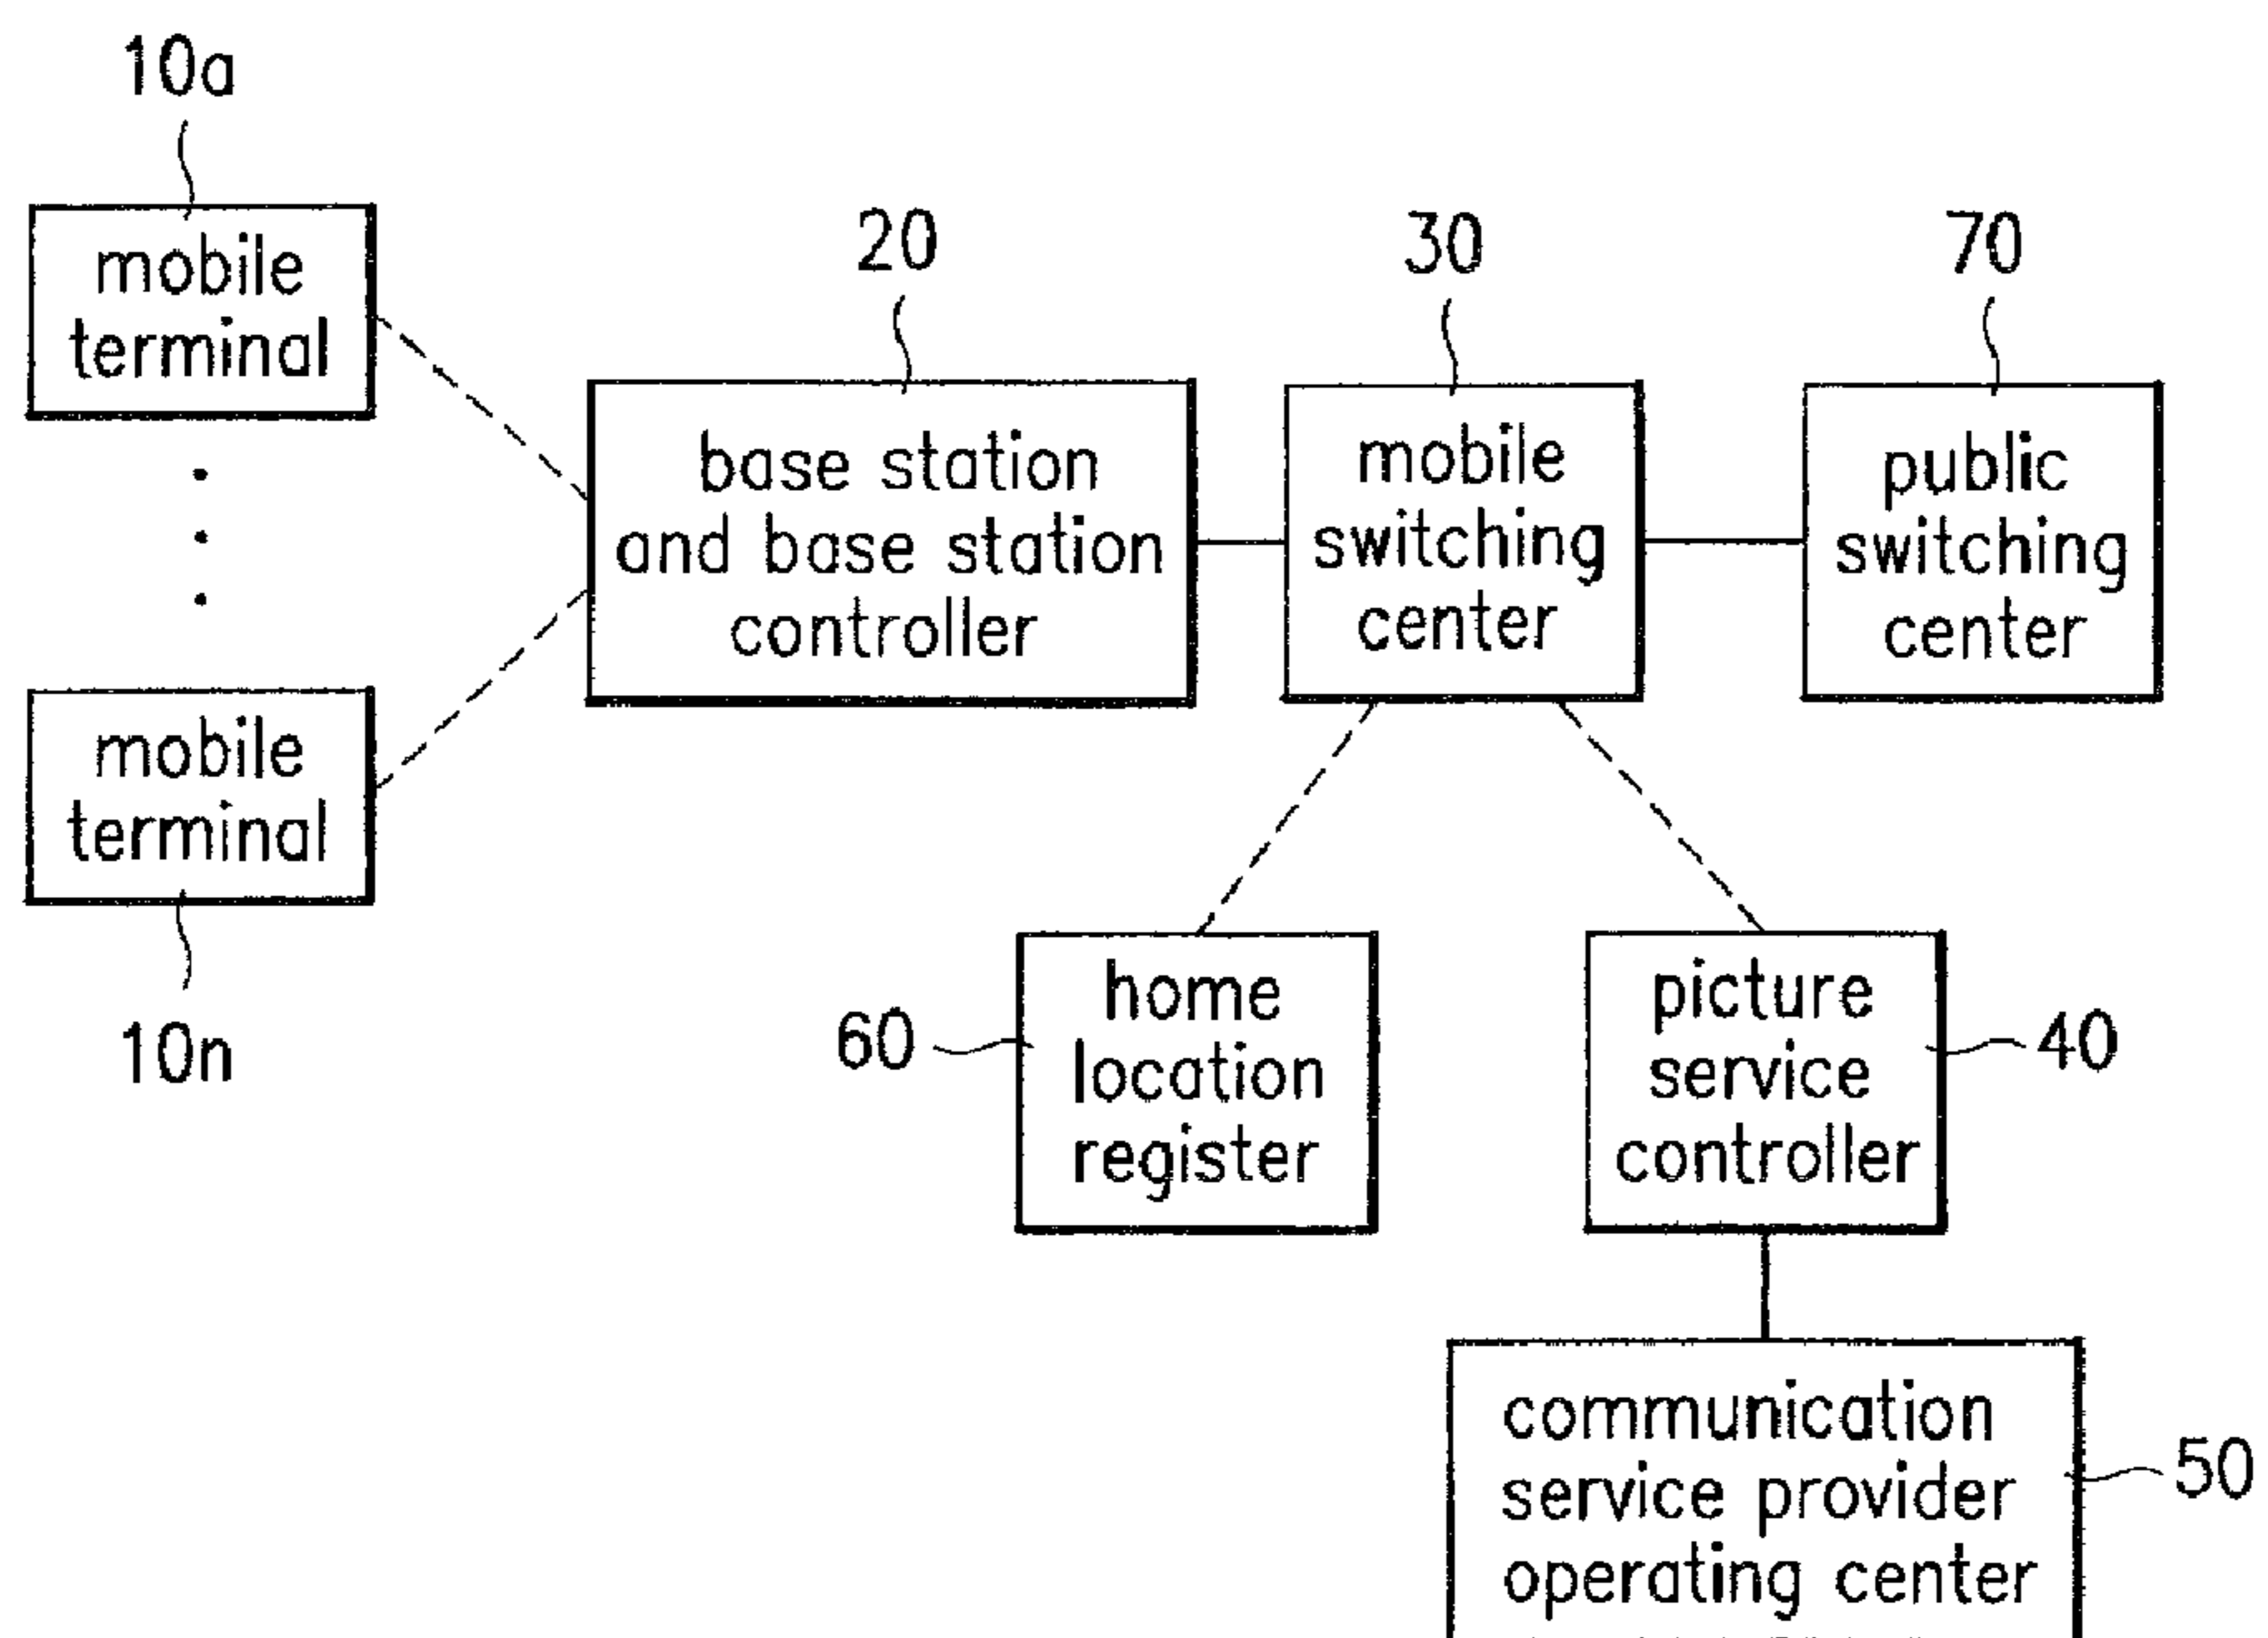 10a
mobile
terminal
20
30
70
base station
and base station
controller
mobile
switching
center
public
switching
center
mobile
terminal
10n
60
home
location
register
picture
service
controller
40
communication
service provider
operating center
50